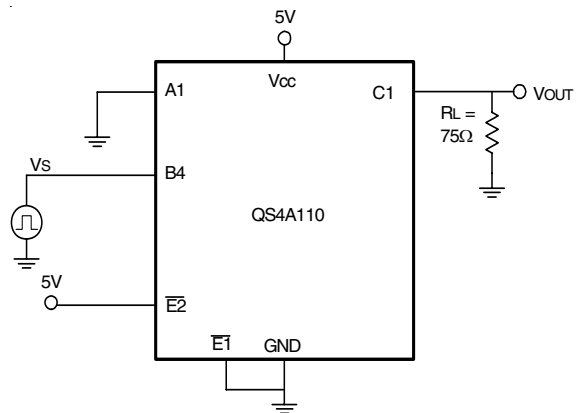 5V
A1
VCC
C1
VOUT
RL =
75Ω
VS
B4
QS4A110
5V
E2
E1
GND